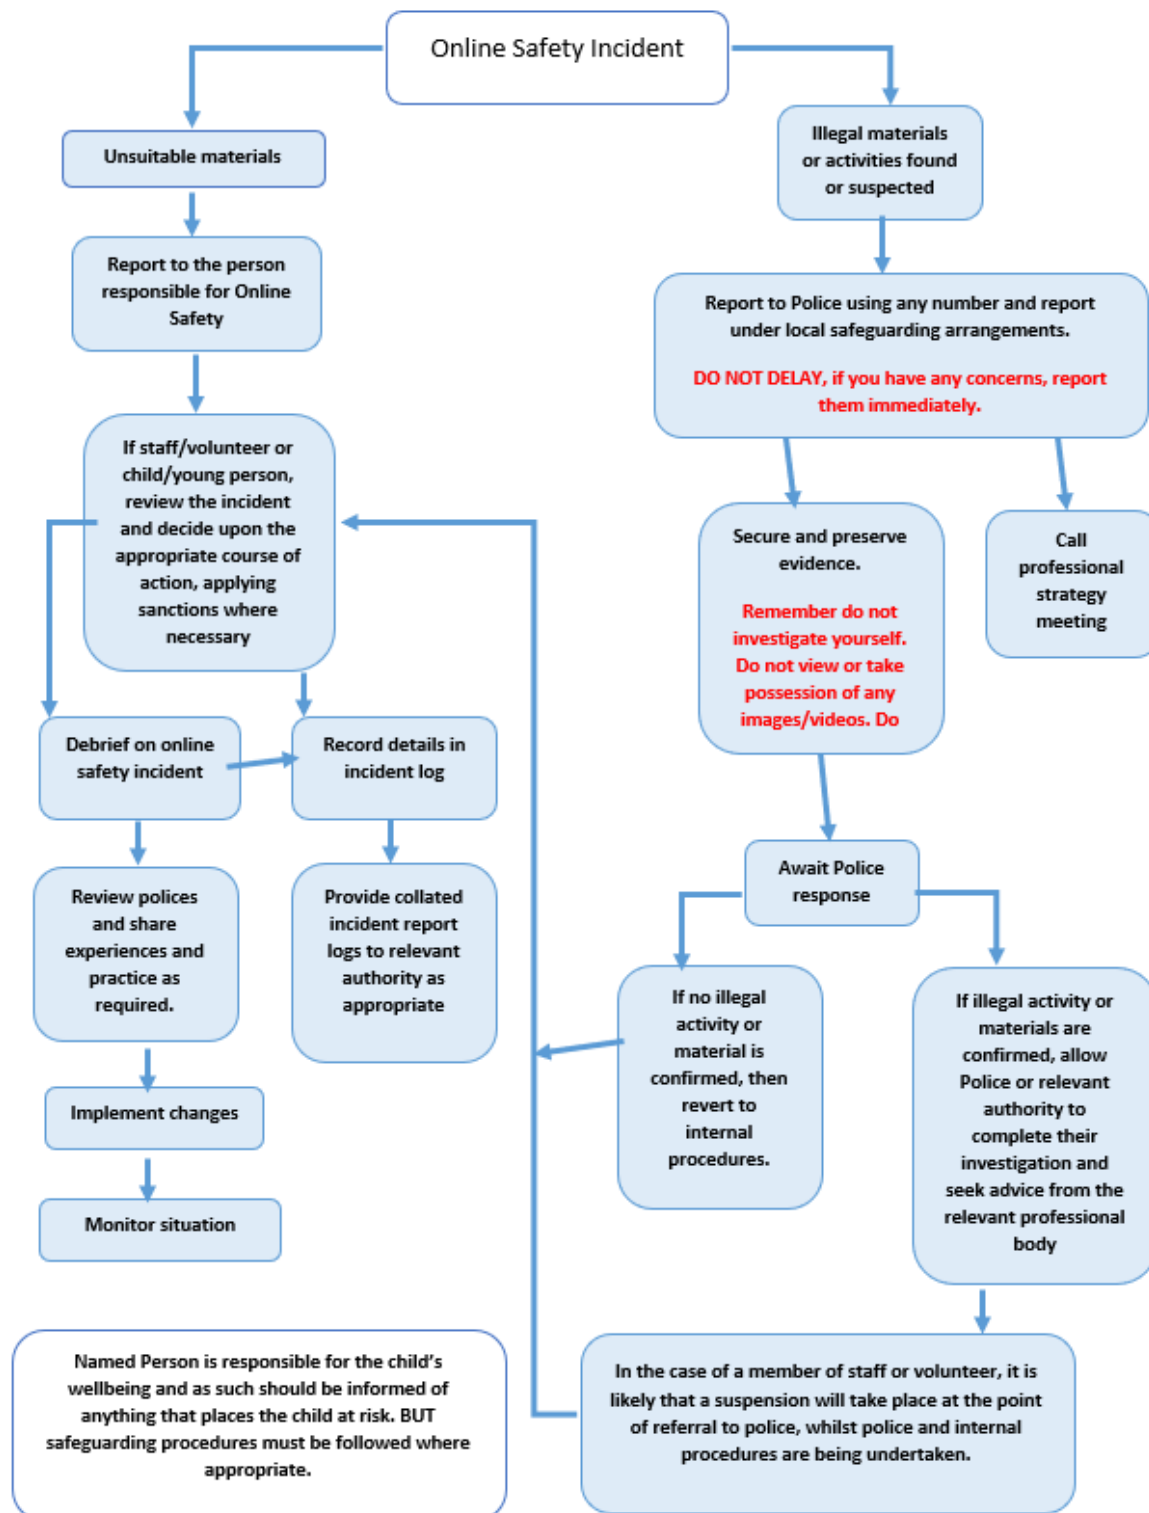 Online Safety Incident
Unsuitable materials
Illegal materials
or activities found
or suspected
Report to the person
responsible for Online
Safety
Report to Police using any number and report
under local safeguarding arrangements.
DO NOT DELAY, if you have any concerns, report
them immediately.
If staff/volunteer or
child/young person,
review the incident
and decide upon the
appropriate course of
action, applying
sanctions where
necessary
Secure and preserve
evidence.
Remember do not
investigate yourself.
Do not view or take
possession of any
images/videos. Do
Call
professional
strategy
meeting
Debrief on online
safety incident
Record details in
incident log
Review polices
and share
experiences and
practice as
required.
Provide collated
incident report
logs to relevant
authority as
appropriate
Await Police
response
If no illegal
activity or
material is
confirmed, then
revert to
internal
procedures.
If illegal activity or
materials are
confirmed, allow
Police or relevant
authority to
complete their
investigation and
seek advice from the
relevant professional
body
Implement changes
Monitor situation
Named Person is responsible for the child's
wellbeing and as such should be informed of
anything that places the child at risk. BUT
safeguarding procedures must be followed where
appropriate.
In the case of a member of staff or volunteer, it is
likely that a suspension will take place at the point
of referral to police, whilst police and internal
procedures are being undertaken.